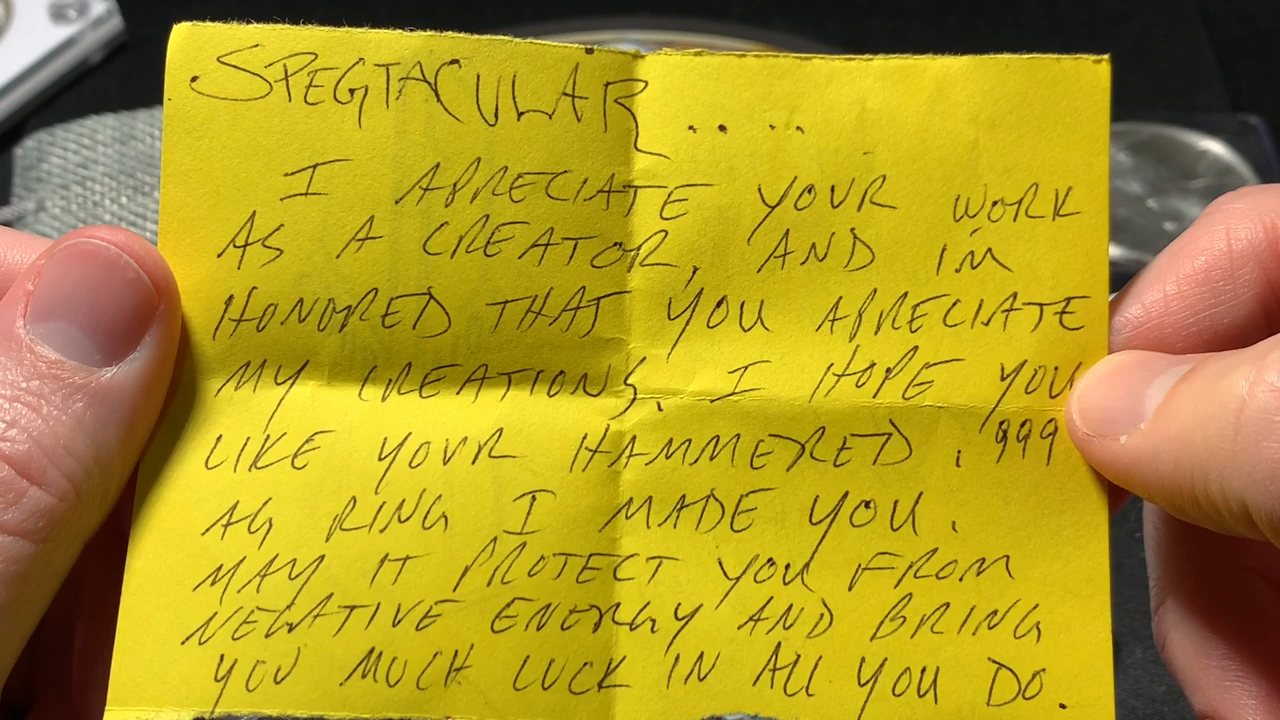 SPEGTACULAR ....
I APRECIATE YOUR WORK
AS A CREATOR, AND IM
HONORED THAT YOU APRECIATE
MY CREATIONS. I HOPE YOU
LIKE YOUR HAMMERED .999
AG RING I MADE YOU.
MAY IT PROTECT YOU FROM
NEGATIVE ENERGY AND BRING
YOU MUCH LUCK IN ALL YOU DO.